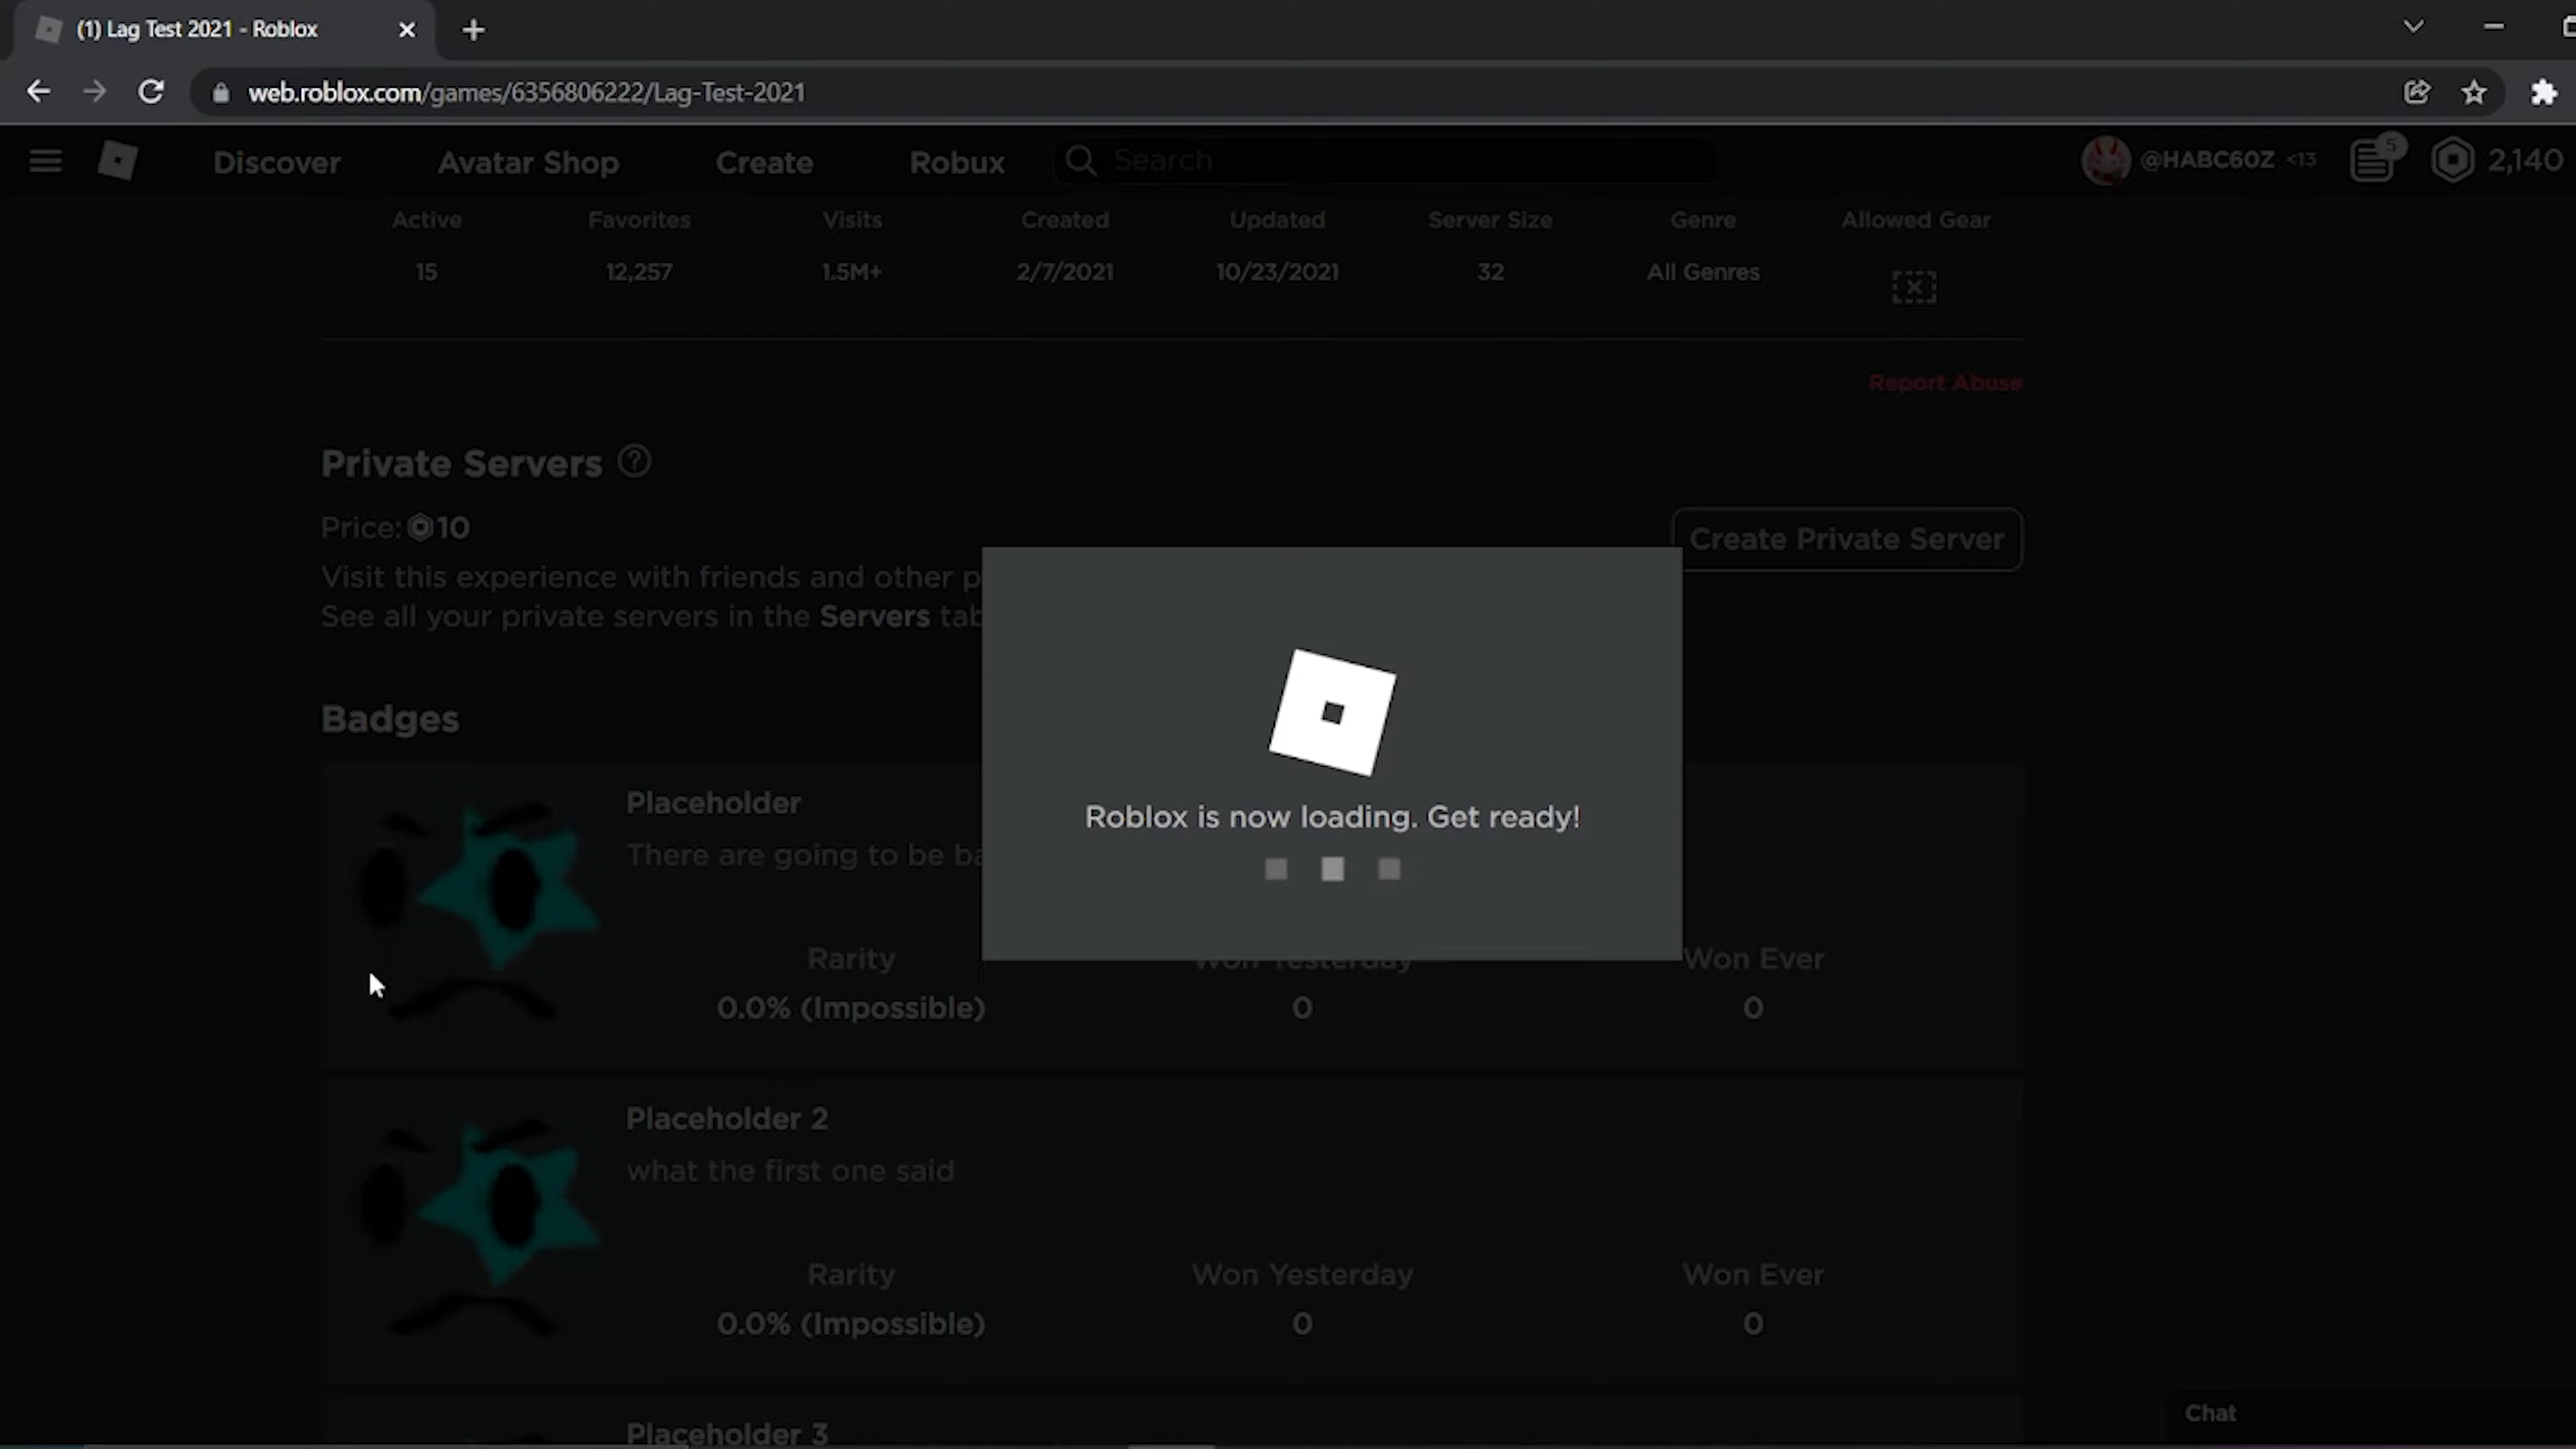 (1) Lag Test 2021 - Roblox
web.roblox.com/games/6356806222/Lag-Test-2021
Discover Avatar Shop Create Robux Search @HABC60Z <13 5 2,140
Active Favorites Visits Created Updated Server Size Genre Allowed Gear
15 12,257 1.5M+ 2/7/2021 10/23/2021 32 All Genres
Report Abuse
Private Servers
Price: 10
Create Private Server
Visit this experience with friends and other p
See all your private servers in the Servers tab
Roblox is now loading. Get ready!
Badges
Placeholder
There are going to be ba
Rarity Won Yesterday Won Ever
0.0% (Impossible) 0 0
Placeholder 2
what the first one said
Rarity Won Yesterday Won Ever
0.0% (Impossible) 0 0
Placeholder 3
Chat